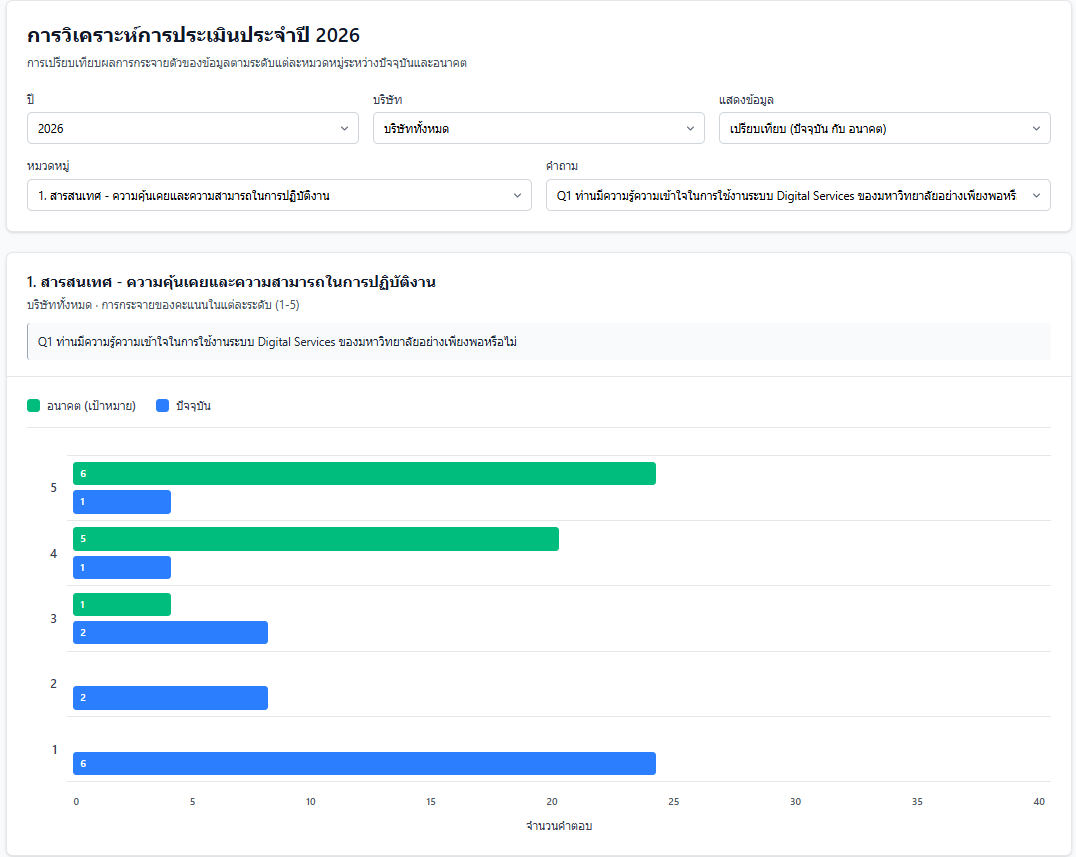 การวิเคราะห์การประเมินประจำปี 2026
การเปรียบเทียบผลการกระจายตัวของข้อมูลตามระดับแต่ละหมวดหมู่ระหว่างปัจจุบันและอนาคต
ปี
บริษัท
แสดงข้อมูล
2026
บริษัททั้งหมด
เปรียบเทียบ (ปัจจุบัน กับ อนาคต)
หมวดหมู่
คำถาม
1. สารสนเทศ - ความคุ้นเคยและความสามารถในการปฏิบัติงาน
Q1 ท่านมีความรู้ความเข้าใจในการใช้งานระบบ Digital Services ของมหาวิทยาลัยอย่างเพียงพอหรื
1. สารสนเทศ - ความคุ้นเคยและความสามารถในการปฏิบัติงาน
บริษัททั้งหมด · การกระจายของคะแนนในแต่ละระดับ (1-5)
Q1 ท่านมีความรู้ความเข้าใจในการใช้งานระบบ Digital Services ของมหาวิทยาลัยอย่างเพียงพอหรือไม่
อนาคต (เป้าหมาย)
ปัจจุบัน
5
6
1
4
5
1
3
1
2
2
2
1
6
0 5 10 15 20 25 30 35 40
จำนวนคำตอบ